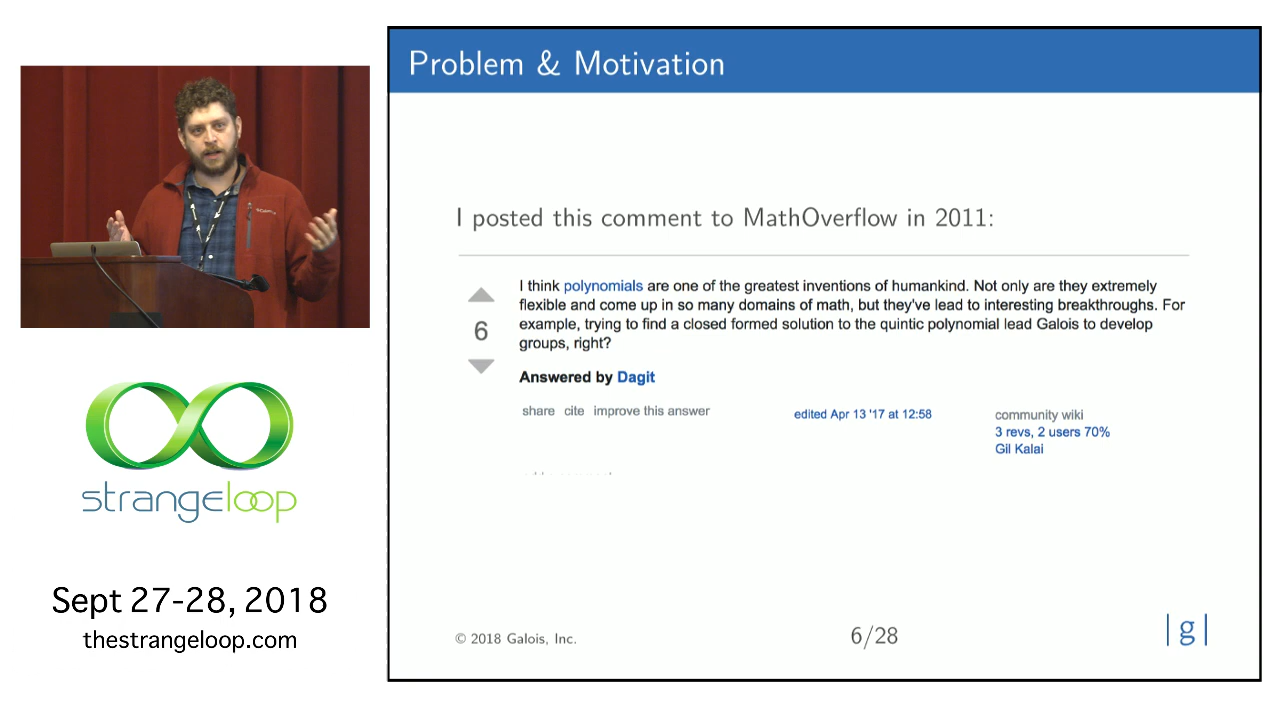 Problem & Motivation
I posted this comment to MathOverflow in 2011:
I think polynomials are one of the greatest inventions of humankind. Not only are they extremely
flexible and come up in so many domains of math, but they've lead to interesting breakthroughs. For
example, trying to find a closed formed solution to the quintic polynomial lead Galois to develop
groups, right?
6
Answered by Dagit
share cite improve this answer
edited Apr 13 '17 at 12:58
community wiki
3 revs, 2 users 70%
Gil Kalai
© 2018 Galois, Inc.
6/28
|g|
strangeloop
Sept 27-28, 2018
thestrangeloop.com